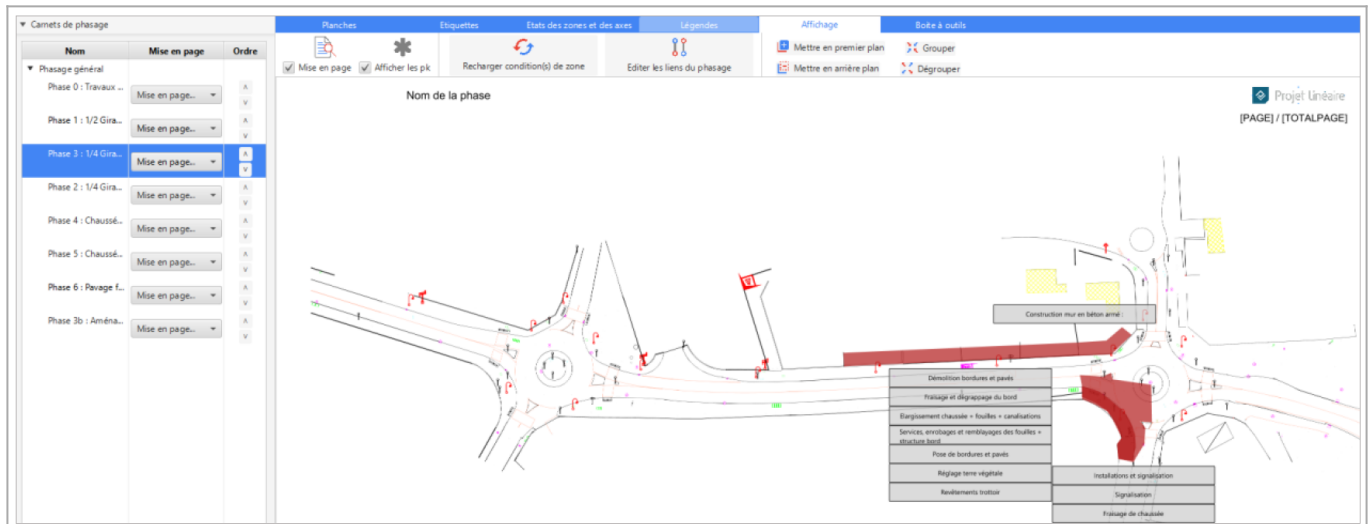 Carnets de phasage
Planches Etiquettes Etats des zones et des axes Légendes Affichage Boite à outils
Nom Mise en page Ordre
Phasage général
Phase 0 : Travaux ... Mise en page...
Phase 1 : 1/2 Gira... Mise en page...
Phase 3 : 1/4 Gira... Mise en page...
Phase 2 : 1/4 Gira... Mise en page...
Phase 4 : Chaussé... Mise en page...
Phase 5 : Chaussé... Mise en page...
Phase 6 : Pavage f... Mise en page...
Phase 3b : Aména... Mise en page...
Mise en page Afficher les pk
Recharger condition(s) de zone
Editer les liens du phasage
Mettre en premier plan Grouper
Mettre en arrière plan Dégrouper
Nom de la phase
Projet linéaire
[PAGE] / [TOTALPAGE]
Construction mur en béton armé :
Démolition bordures et pavés
Fraisage et dégrappage du bord
Elargissement chaussée + fouilles + canalisations
Services, enrobages et remblayages des fouilles +
structure bord
Pose de bordures et pavés
Réglage terre végétale
Revêtements trottoir
Installations et signalisation
Signalisation
Fraisage de chaussée